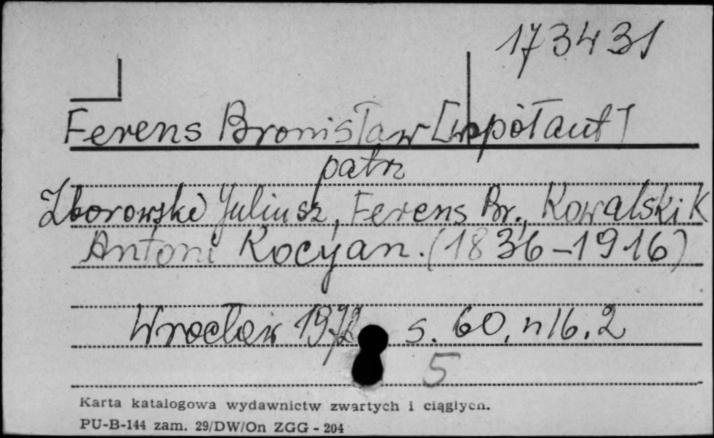 173431
Ferens Bronisław [współaut]
patrz
Zborowski Juliusz, Ferens Br., Kowalski K
Antoni Kocyan. (1836-1916)
Wrocław 1972 s. 60, nlb. 2
5
Karta katalogowa wydawnictw zwartych i ciągłych.
PU-B-144 zam. 29/DW/On ZGG - 204